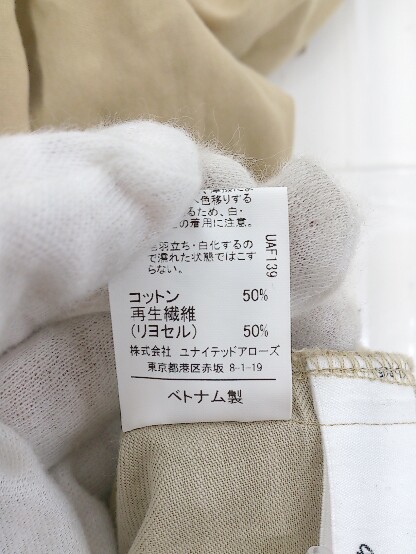 色移りする
るため、白・
の着用に注意。
羽立ち・白化するの
で濡れた状態ではこす
らない。
コットン 50%
再生繊維
(リヨセル) 50%
株式会社 ユナイテッドアローズ
東京都港区赤坂 8-1-19
ベトナム製
UAF139